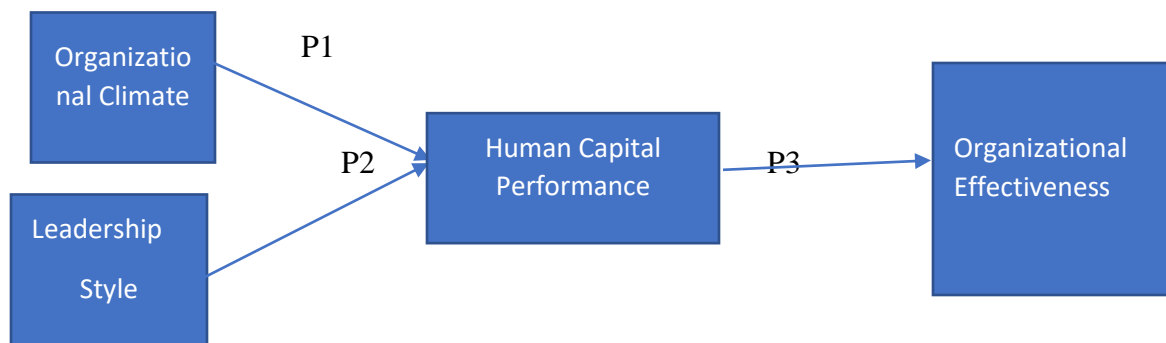 Organizatio
nal Climate
P1
Leadership
Style
P2
Human Capital
Performance
P3
Organizational
Effectiveness